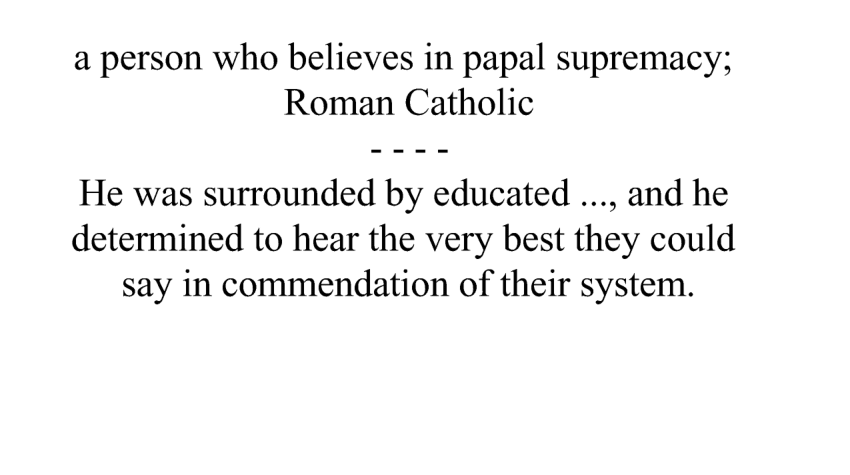 a person who believes in papal supremacy;
Roman Catholic
- - - -
He was surrounded by educated ..., and he
determined to hear the very best they could
say in commendation of their system.